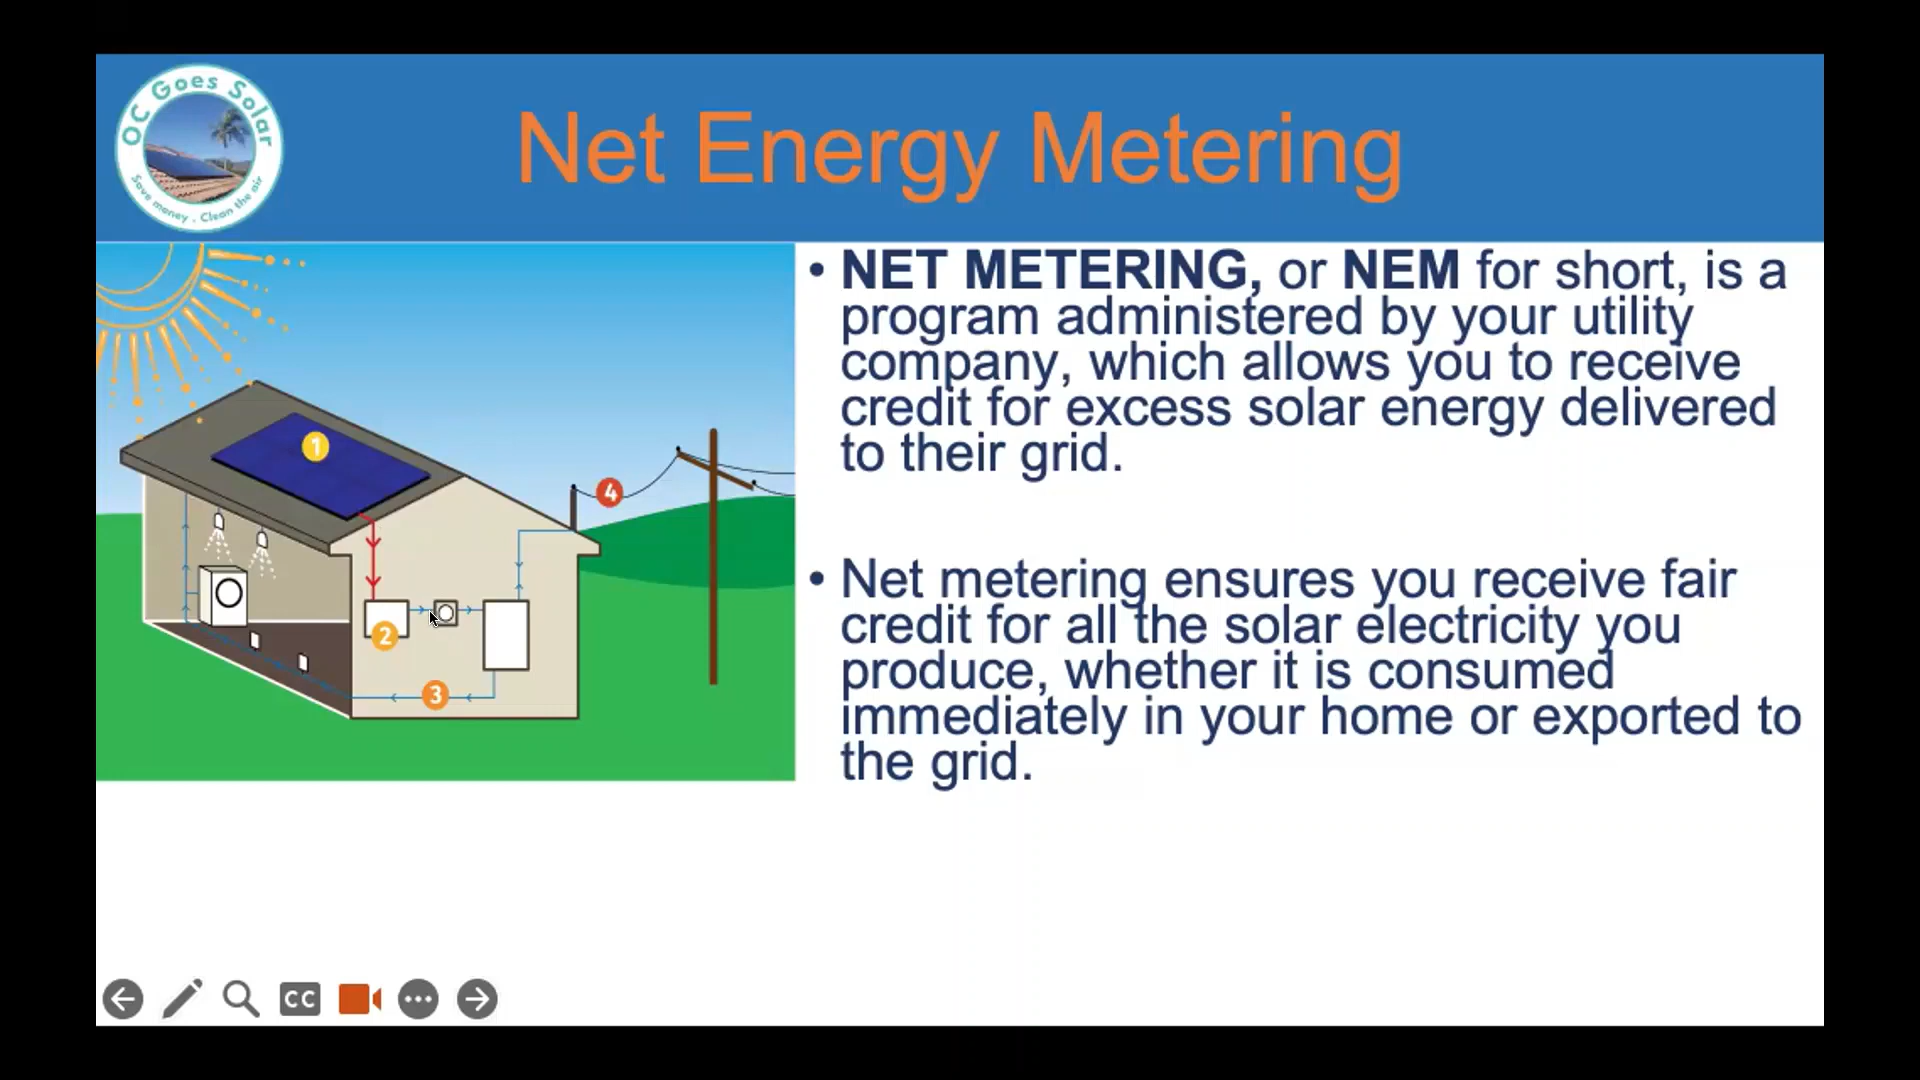 OC Goes Solar
Save money . Clean the air
Net Energy Metering
• NET METERING, or NEM for short, is a
program administered by your utility
company, which allows you to receive
credit for excess solar energy delivered
to their grid.
• Net metering ensures you receive fair
credit for all the solar electricity you
produce, whether it is consumed
immediately in your home or exported to
the grid.
1
4
2
3
CC